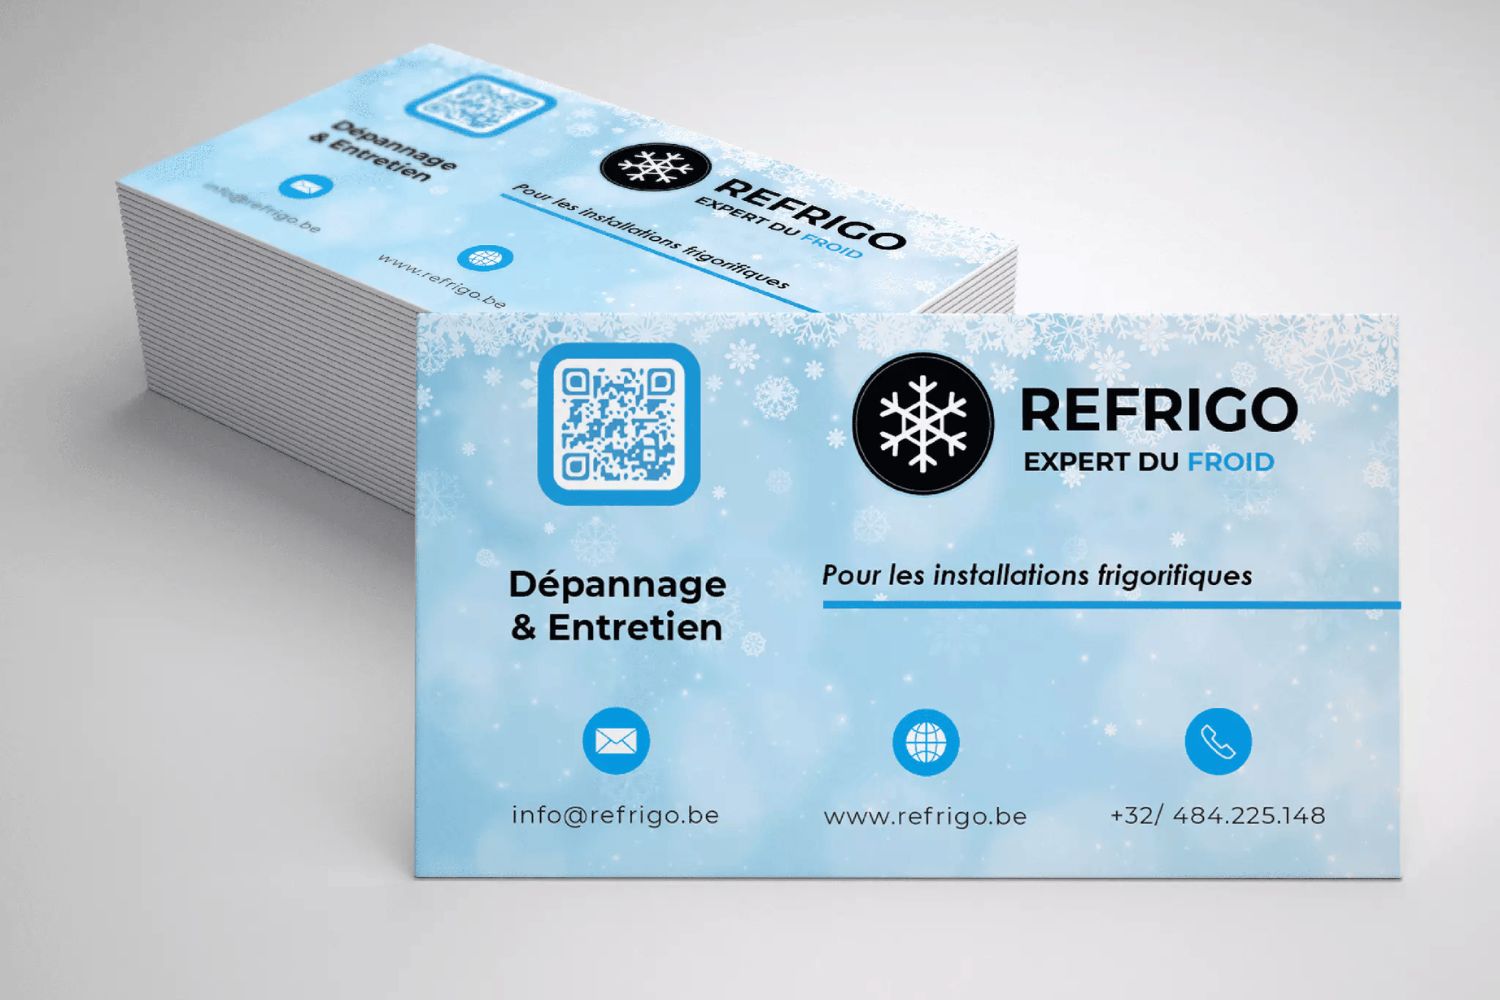 Dépannage
& Entretien
info@refrigo.be
www.refrigo.be
REFRIGO
EXPERT DU FROID
Pour les installations frigorifiques
REFRIGO
EXPERT DU FROID
Pour les installations frigorifiques
Dépannage
& Entretien
info@refrigo.be
www.refrigo.be
+32/ 484.225.148